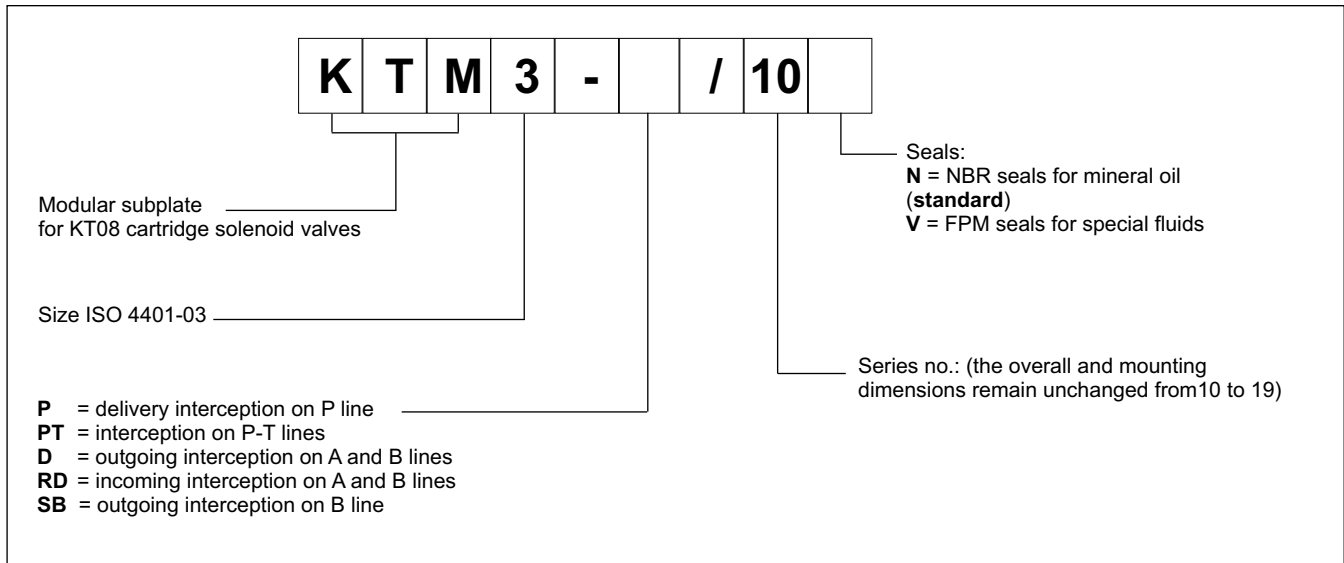 K T M 3 - / 10
Seals:
N = NBR seals for mineral oil
(standard)
V = FPM seals for special fluids
Modular subplate
for KT08 cartridge solenoid valves
Size ISO 4401-03
Series no.: (the overall and mounting
dimensions remain unchanged from10 to 19)
P = delivery interception on P line
PT = interception on P-T lines
D = outgoing interception on A and B lines
RD = incoming interception on A and B lines
SB = outgoing interception on B line